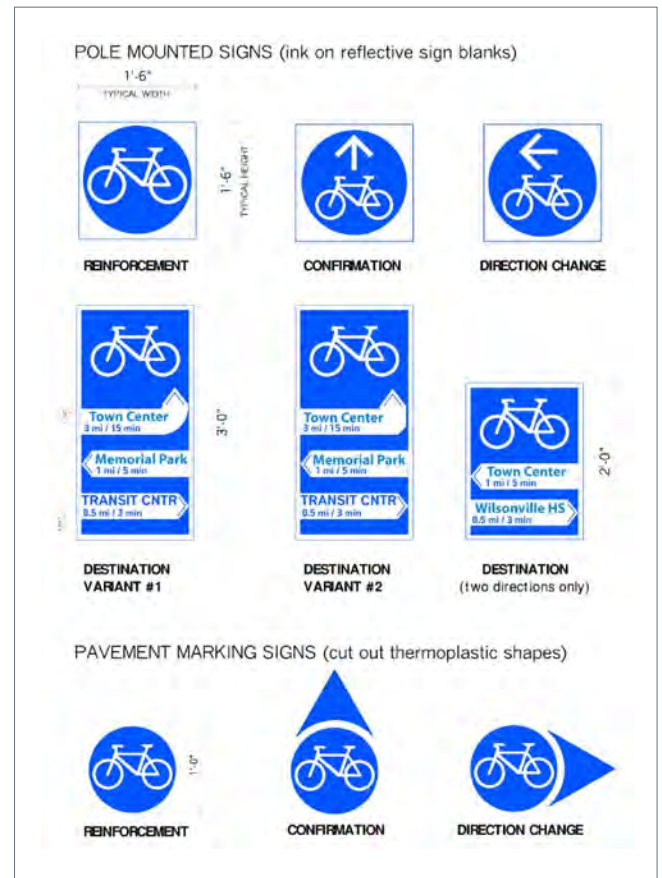 POLE MOUNTED SIGNS (ink on reflective sign blanks)
1'-6"
TYPICAL WIDTH
1'-6"
TYPICAL HEIGHT
REINFORCEMENT
CONFIRMATION
DIRECTION CHANGE
Town Center
3 mi / 15 min
Memorial Park
1 mi / 5 min
TRANSIT CNTR
0.5 mi / 3 min
3'-0"
Town Center
3 mi / 15 min
Memorial Park
1 mi / 5 min
TRANSIT CNTR
0.5 mi / 3 min
Town Center
1 mi / 5 min
Wilsonville HS
0.5 mi / 3 min
2'-0"
DESTINATION
VARIANT #1
DESTINATION
VARIANT #2
DESTINATION
(two directions only)
PAVEMENT MARKING SIGNS (cut out thermoplastic shapes)
1'-0"
REINFORCEMENT
CONFIRMATION
DIRECTION CHANGE